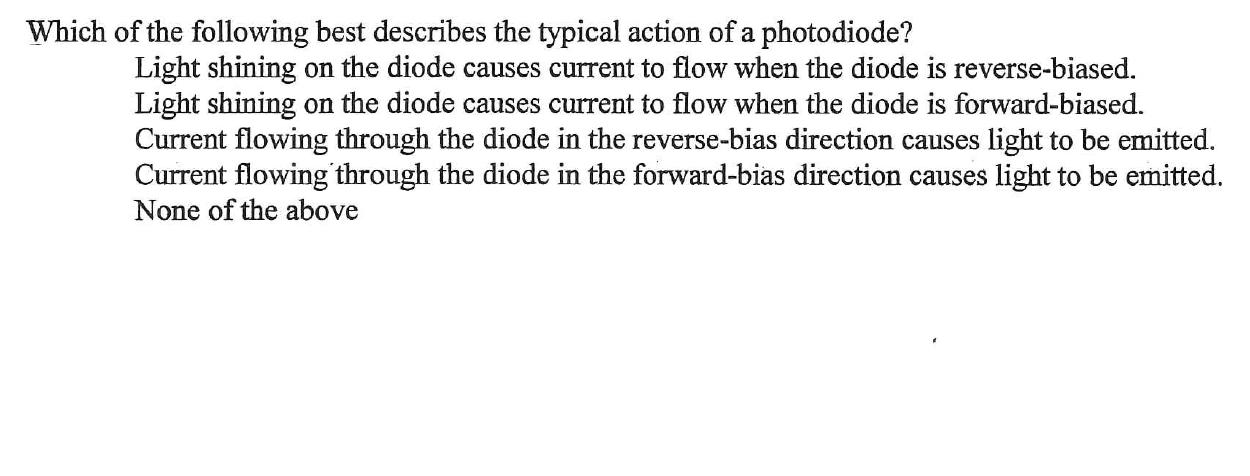 Which of the following best describes the typical action of a photodiode?
Light shining on the diode causes current to flow when the diode is reverse-biased.
Light shining on the diode causes current to flow when the diode is forward-biased.
Current flowing through the diode in the reverse-bias direction causes light to be emitted.
Current flowing through the diode in the forward-bias direction causes light to be emitted.
None of the above